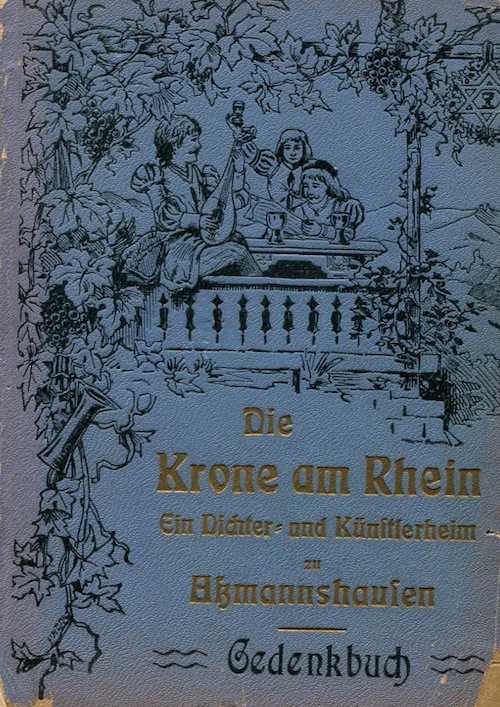 Die
Krone am Rhein
Ein Dichter- und Künstlerheim
zu
Aßmannshausen
Gedenkbuch